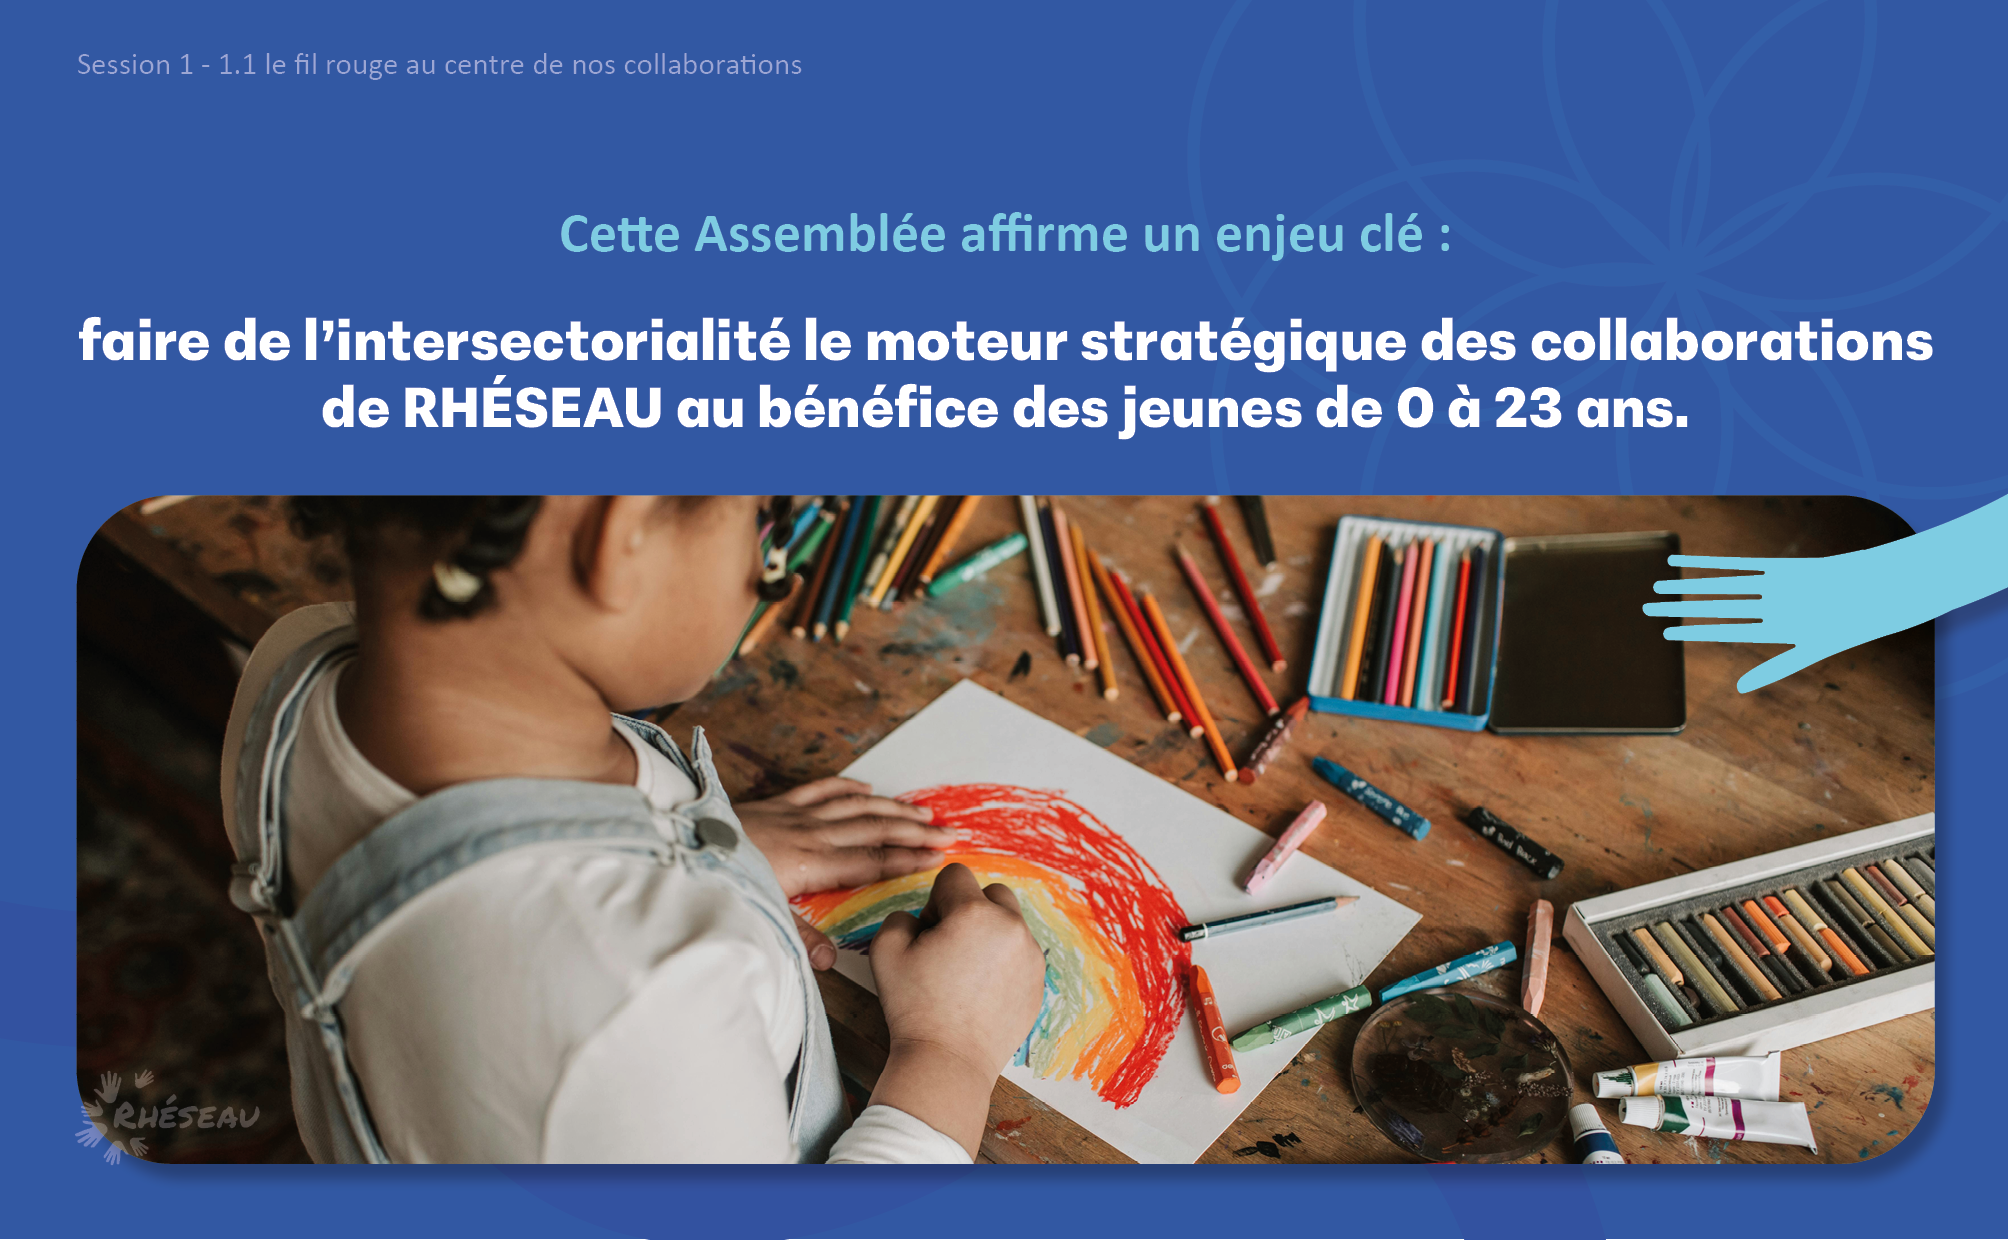 Session 1 - 1.1 le fil rouge au centre de nos collaborations
Cette Assemblée affirme un enjeu clé :
faire de l’intersectorialité le moteur stratégique des collaborations
de RHÉSEAU au bénéfice des jeunes de 0 à 23 ans.
RHÉSEAU